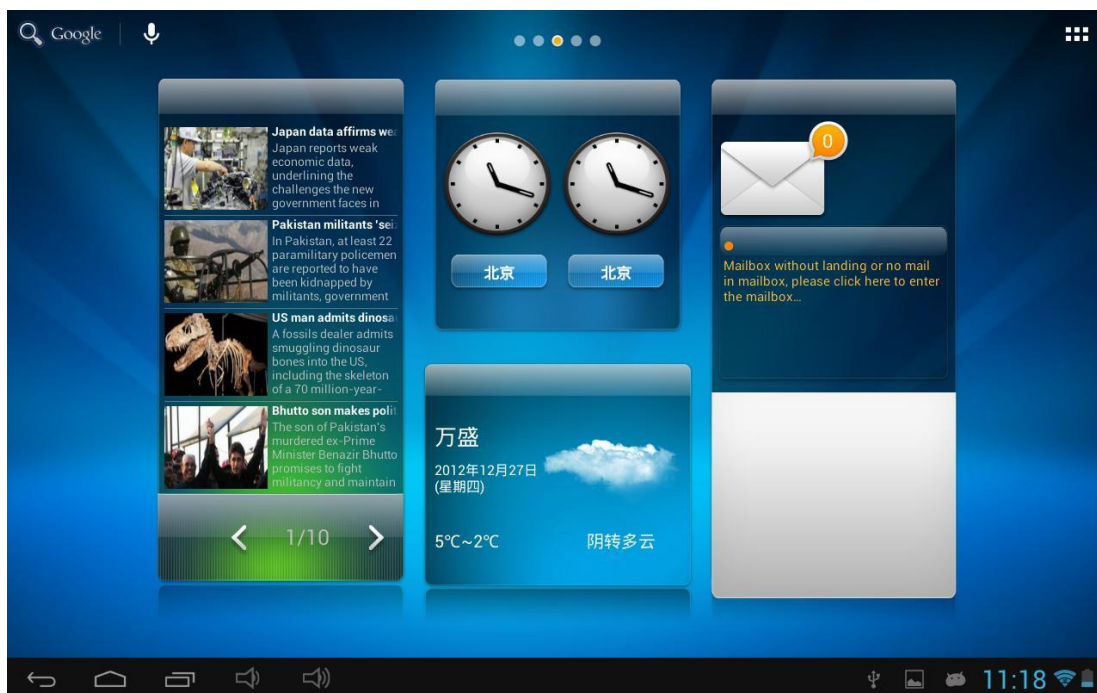 Google
Japan data affirms wea
Japan reports weak
economic data,
underlining the
challenges the new
government faces in
Pakistan militants 'sei
In Pakistan, at least 22
paramilitary policemen
are reported to have
been kidnapped by
militants, government
US man admits dinosa
A fossils dealer admits
smuggling dinosaur
bones into the US,
including the skeleton
of a 70 million-year-
Bhutto son makes polit
The son of Pakistan's
murdered ex-Prime
Minister Benazir Bhutto
promises to fight
militancy and maintain
1/10
北京
北京
万盛
2012年12月27日
(星期四)
5℃~2℃
阴转多云
0
Mailbox without landing or no mail
in mailbox, please click here to enter
the mailbox...
11:18